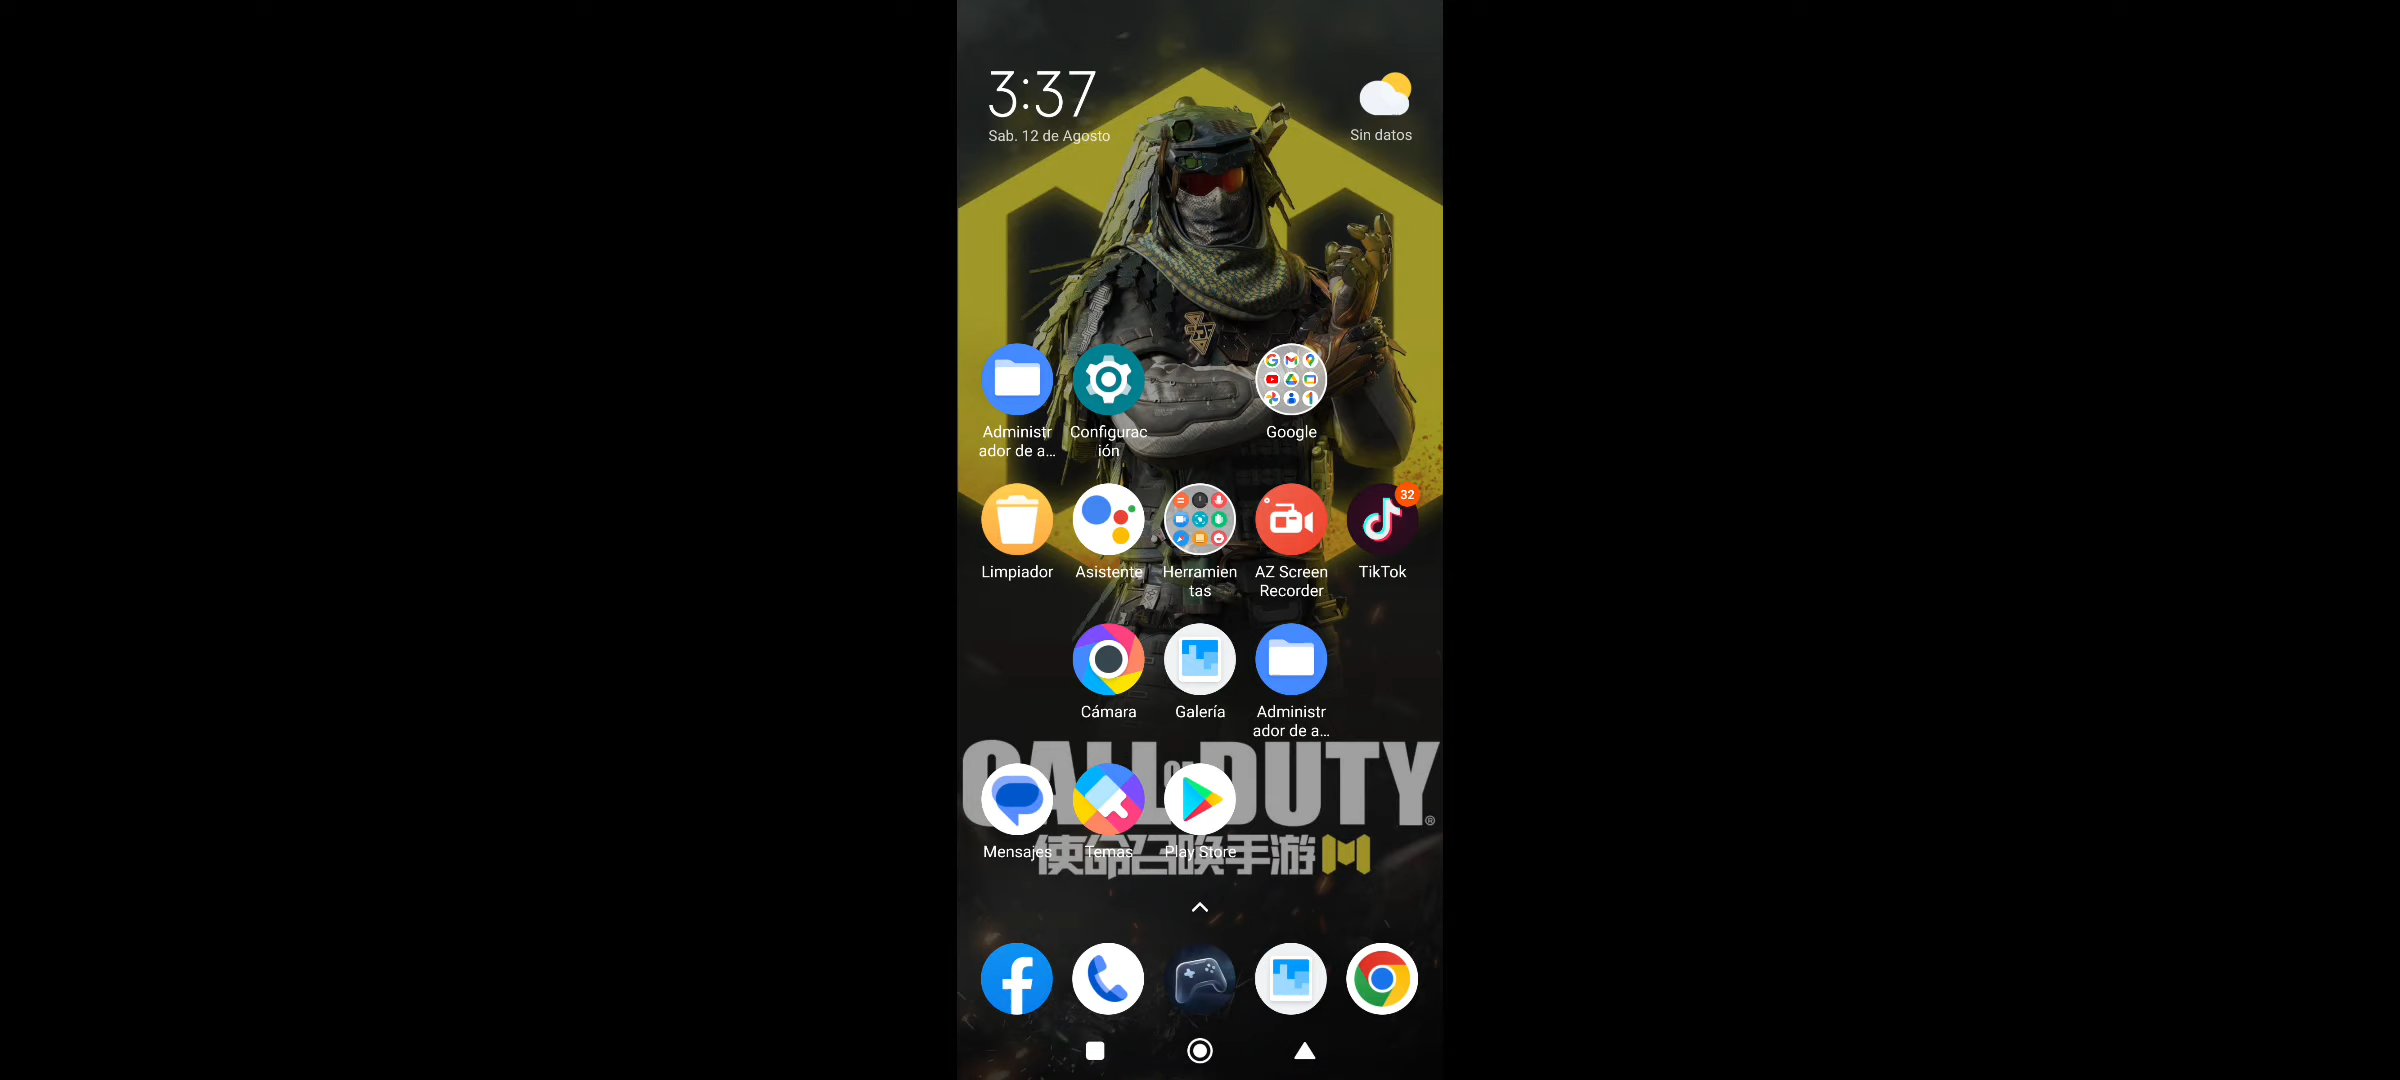 3:37
Sab. 12 de Agosto
Sin datos
Administr
ador de a...
Configurac
ión
Google
32
Limpiador
Asistente
Herramien
tas
AZ Screen
Recorder
TikTok
Cámara
Galería
Administr
ador de a...
CALL OF DUTY®
使命召唤手游
Mensajes
Temas
Play Store